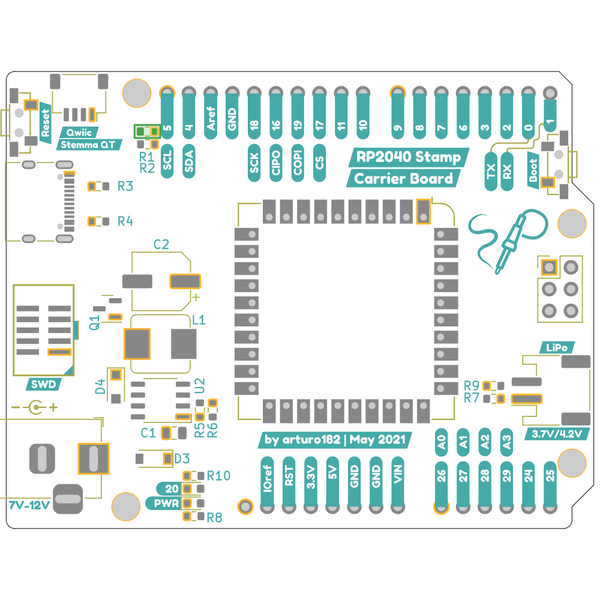 5 4 Aref GND 18 16 19 17 11 10 9 8 7 6 3 2 0 1
Reset
Qwiic
Stemma QT
R1
R2
SCL SDA SCK CIPO COPI CS
TX RX Boot
RP2040 Stamp
Carrier Board
R3
R4
C2
+
Q1
L1
SWD
D4
U2
- +
C1
R5 R6
LiPo
R9
R7
3.7V/4.2V
by arturo182 | May 2021
A0 A1 A2 A3
D3
R10
20
7V-12V
PWR
R8
IOref RST 3.3V 5V GND GND VIN
26 27 28 29 24 25